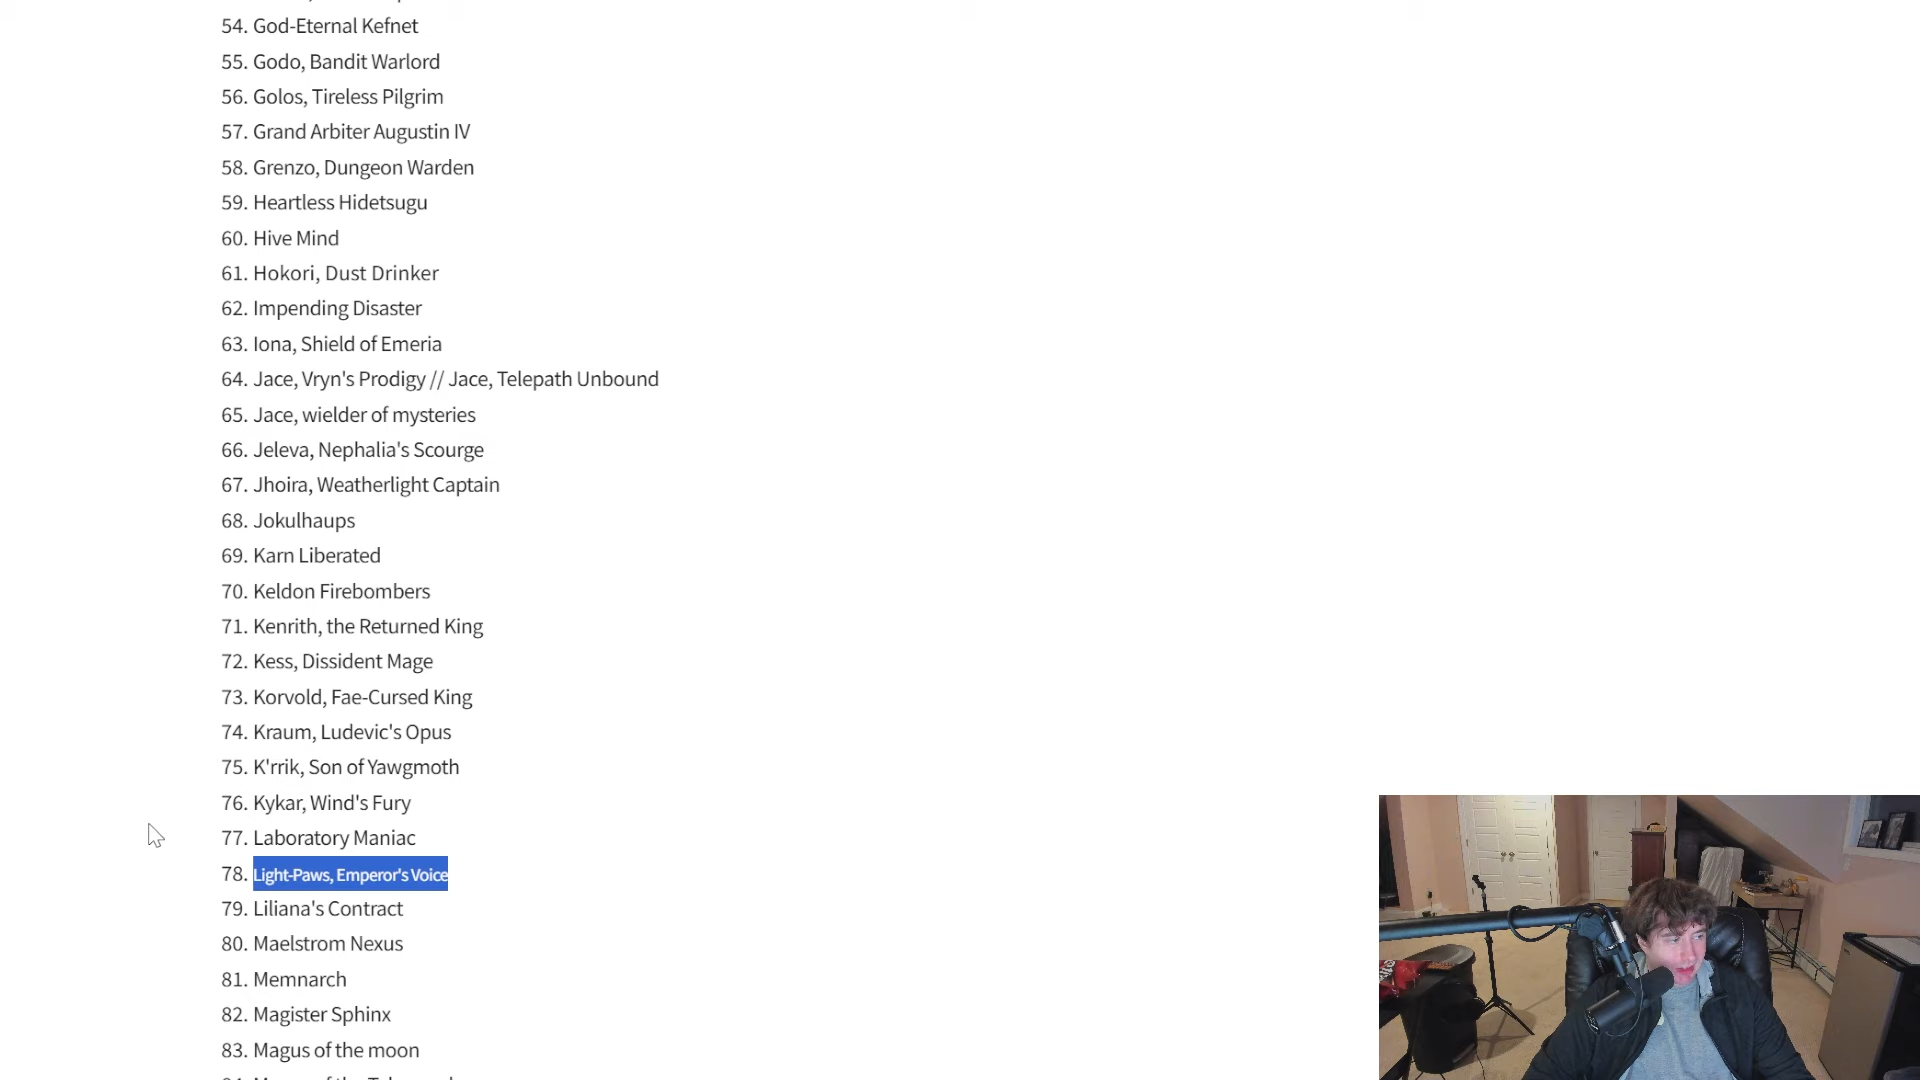 54. God-Eternal Kefnet
55. Godo, Bandit Warlord
56. Golos, Tireless Pilgrim
57. Grand Arbiter Augustin IV
58. Grenzo, Dungeon Warden
59. Heartless Hidetsugu
60. Hive Mind
61. Hokori, Dust Drinker
62. Impending Disaster
63. Iona, Shield of Emeria
64. Jace, Vryn's Prodigy // Jace, Telepath Unbound
65. Jace, wielder of mysteries
66. Jeleva, Nephalia's Scourge
67. Jhoira, Weatherlight Captain
68. Jokulhaups
69. Karn Liberated
70. Keldon Firebombers
71. Kenrith, the Returned King
72. Kess, Dissident Mage
73. Korvold, Fae-Cursed King
74. Kraum, Ludevic's Opus
75. K'rrik, Son of Yawgmoth
76. Kykar, Wind's Fury
77. Laboratory Maniac
78. Light-Paws, Emperor's Voice
79. Liliana's Contract
80. Maelstrom Nexus
81. Memnarch
82. Magister Sphinx
83. Magus of the moon